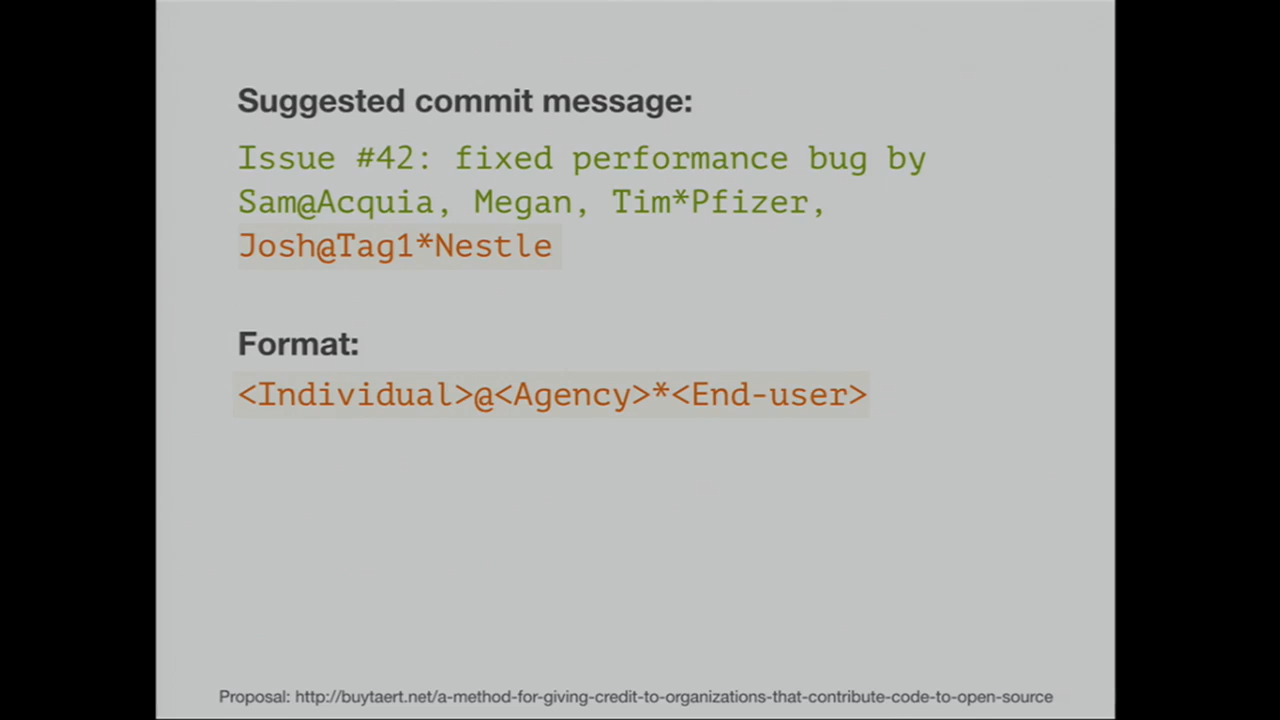 Suggested commit message:
Issue #42: fixed performance bug by
Sam@Acquia, Megan, Tim*Pfizer,
Josh@Tag1*Nestle
Format:
<Individual>@<Agency>*<End-user>
Proposal: http://buytaert.net/a-method-for-giving-credit-to-organizations-that-contribute-code-to-open-source